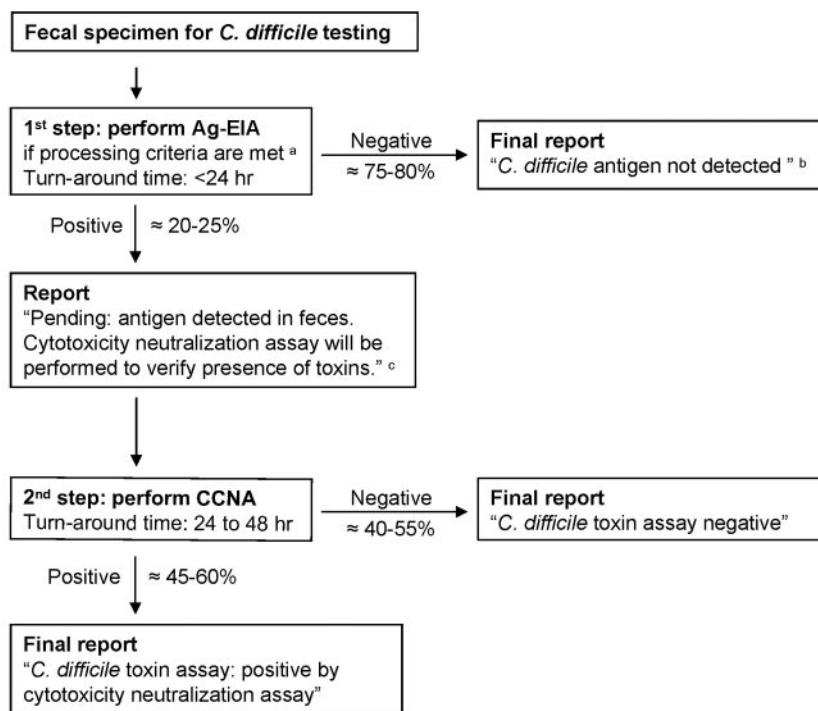 Fecal specimen for C. difficile testing
1st step: perform Ag-EIA
if processing criteria are met a
Turn-around time: <24 hr
Negative
≈ 75-80%
Final report
“C. difficile antigen not detected ” b
Positive
≈ 20-25%
Report
“Pending: antigen detected in feces.
Cytotoxicity neutralization assay will be
performed to verify presence of toxins.” c
2nd step: perform CCNA
Turn-around time: 24 to 48 hr
Negative
≈ 40-55%
Final report
“C. difficile toxin assay negative”
Positive
≈ 45-60%
Final report
“C. difficile toxin assay: positive by
cytotoxicity neutralization assay”